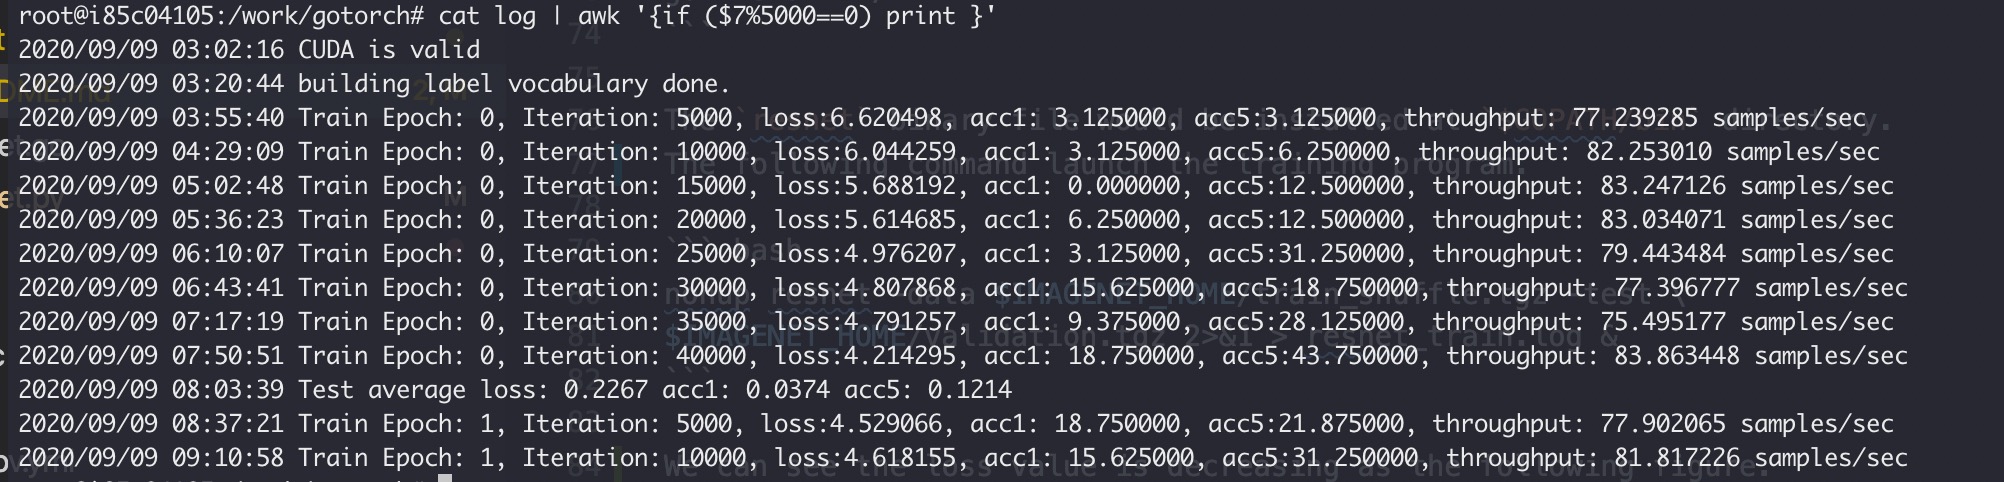 root@i85c04105:/work/gotorch# cat log | awk '{if ($7%5000==0) print }'
2020/09/09 03:02:16 CUDA is valid
2020/09/09 03:20:44 building label vocabulary done.
2020/09/09 03:55:40 Train Epoch: 0, Iteration: 5000, loss:6.620498, acc1: 3.125000, acc5:3.125000, throughput: 77.239285 samples/sec
2020/09/09 04:29:09 Train Epoch: 0, Iteration: 10000, loss:6.044259, acc1: 3.125000, acc5:6.250000, throughput: 82.253010 samples/sec
2020/09/09 05:02:48 Train Epoch: 0, Iteration: 15000, loss:5.688192, acc1: 0.000000, acc5:12.500000, throughput: 83.247126 samples/sec
2020/09/09 05:36:23 Train Epoch: 0, Iteration: 20000, loss:5.614685, acc1: 6.250000, acc5:12.500000, throughput: 83.034071 samples/sec
2020/09/09 06:10:07 Train Epoch: 0, Iteration: 25000, loss:4.976207, acc1: 3.125000, acc5:31.250000, throughput: 79.443484 samples/sec
2020/09/09 06:43:41 Train Epoch: 0, Iteration: 30000, loss:4.807868, acc1: 15.625000, acc5:18.750000, throughput: 77.396777 samples/sec
2020/09/09 07:17:19 Train Epoch: 0, Iteration: 35000, loss:4.791257, acc1: 9.375000, acc5:28.125000, throughput: 75.495177 samples/sec
2020/09/09 07:50:51 Train Epoch: 0, Iteration: 40000, loss:4.214295, acc1: 18.750000, acc5:43.750000, throughput: 83.863448 samples/sec
2020/09/09 08:03:39 Test average loss: 0.2267 acc1: 0.0374 acc5: 0.1214
2020/09/09 08:37:21 Train Epoch: 1, Iteration: 5000, loss:4.529066, acc1: 18.750000, acc5:21.875000, throughput: 77.902065 samples/sec
2020/09/09 09:10:58 Train Epoch: 1, Iteration: 10000, loss:4.618155, acc1: 15.625000, acc5:31.250000, throughput: 81.817226 samples/sec